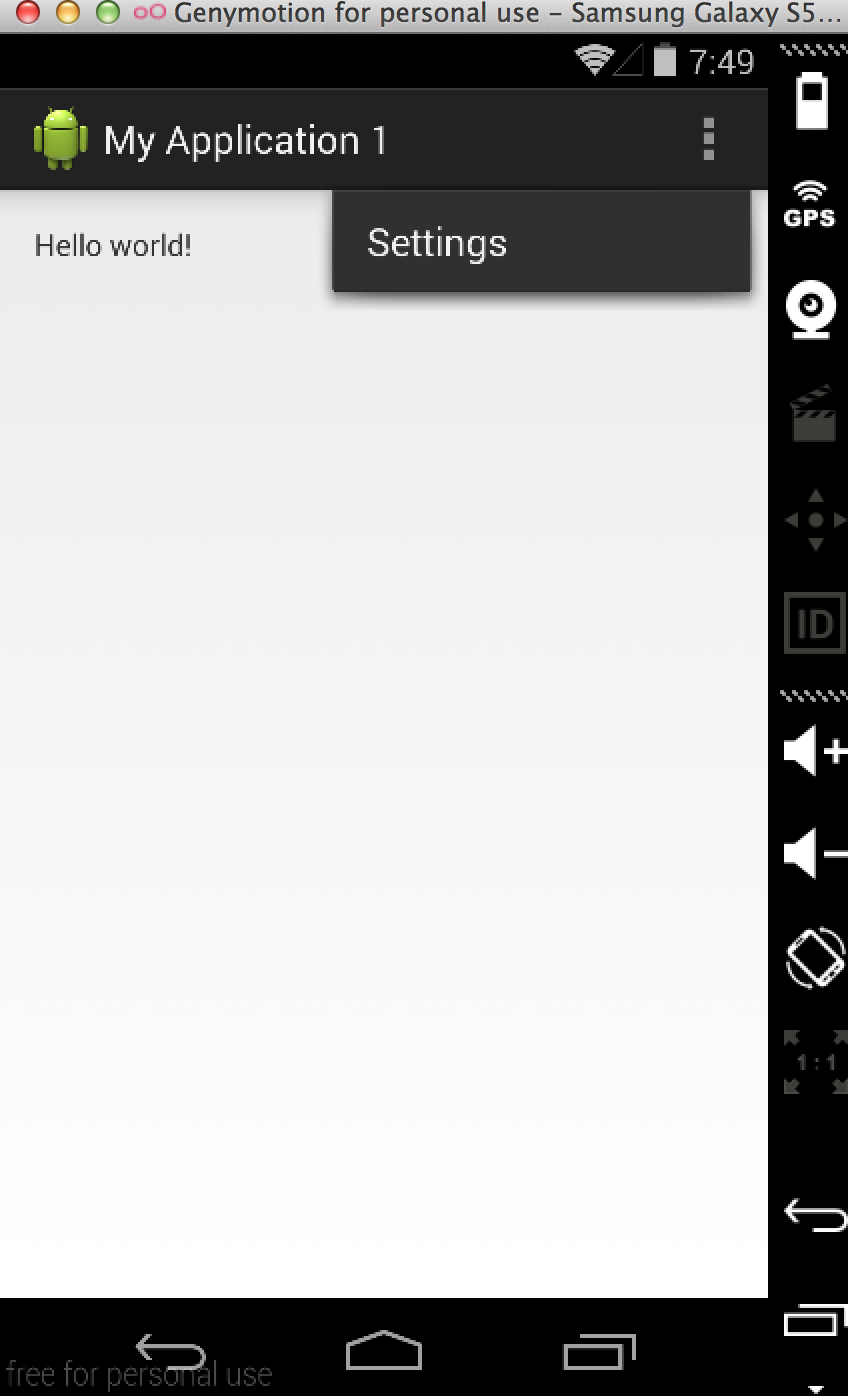 Genymotion for personal use – Samsung Galaxy S5...
7:49
My Application 1
Hello world!
Settings
GPS
ID
1:1
free for personal use